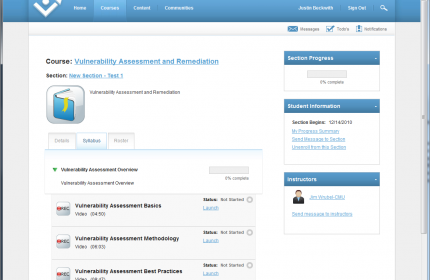 Home Courses Content Communities Justin Beckwith Sign Out
Messages ToDo's Notifications
Course: Vulnerability Assessment and Remediation
Section: New Section - Test 1
Vulnerability Assessment and Remediation
Details Syllabus Roster
Vulnerability Assessment Overview
0% complete
Vulnerability Assessment Overview
Vulnerability Assessment Basics
Video (04:50)
Status: Not Started
Launch
Vulnerability Assessment Methodology
Video (06:03)
Status: Not Started
Launch
Vulnerability Assessment Best Practices
Status: Not Started
Launch
Section Progress
0% complete
Student Information
Section Begins: 12/14/2010
My Progress Summary
Send Message to Section
Unenroll from this Section
Instructors
Jim Wrubel CMU
Send message to instructors